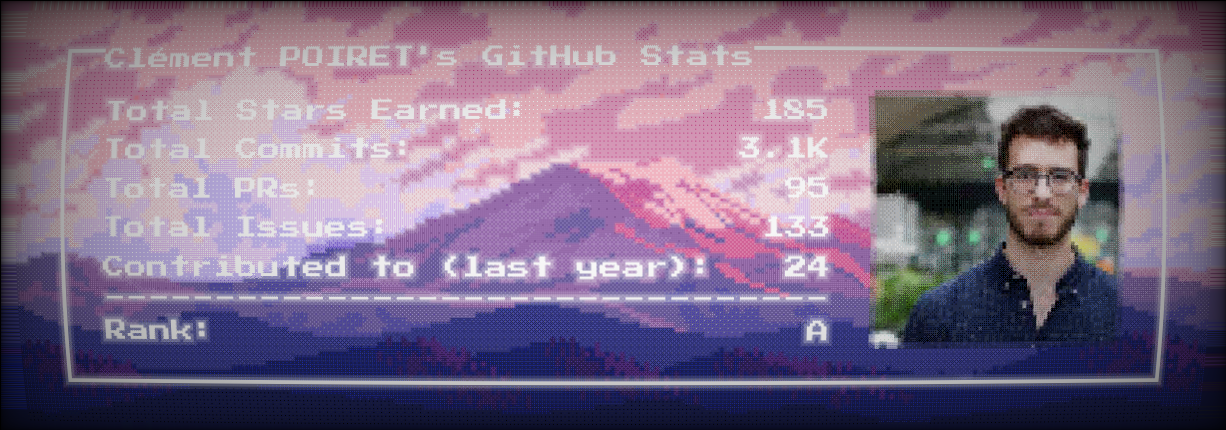 Clément POIRET's GitHub Stats
Total Stars Earned: 185
Total Commits: 3.1K
Total PRs: 95
Total Issues: 133
Contributed to (last year): 24
Rank: A